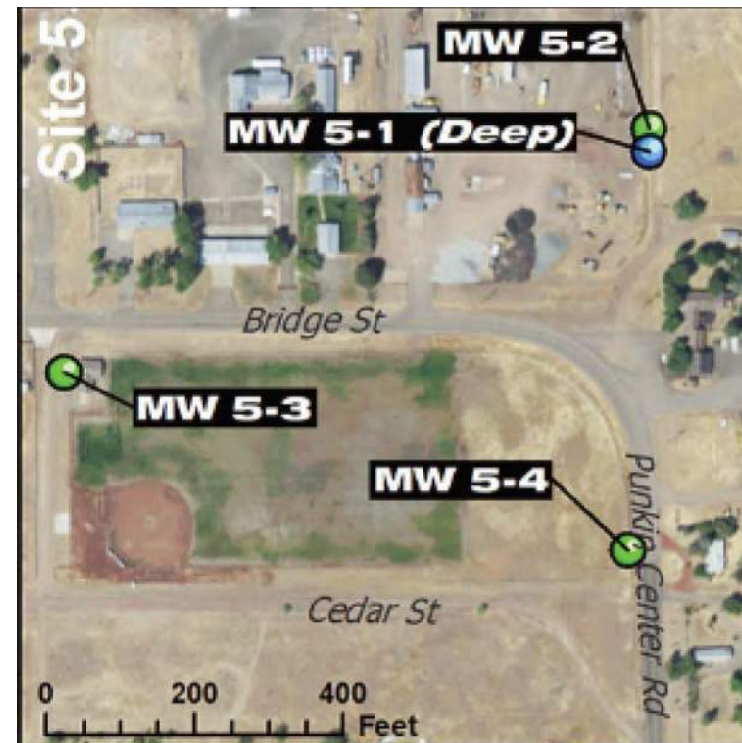 Site 5
MW 5-2
MW 5-1 (Deep)
Bridge St
MW 5-3
MW 5-4
Punkin Center Rd
Cedar St
0 200 400
Feet